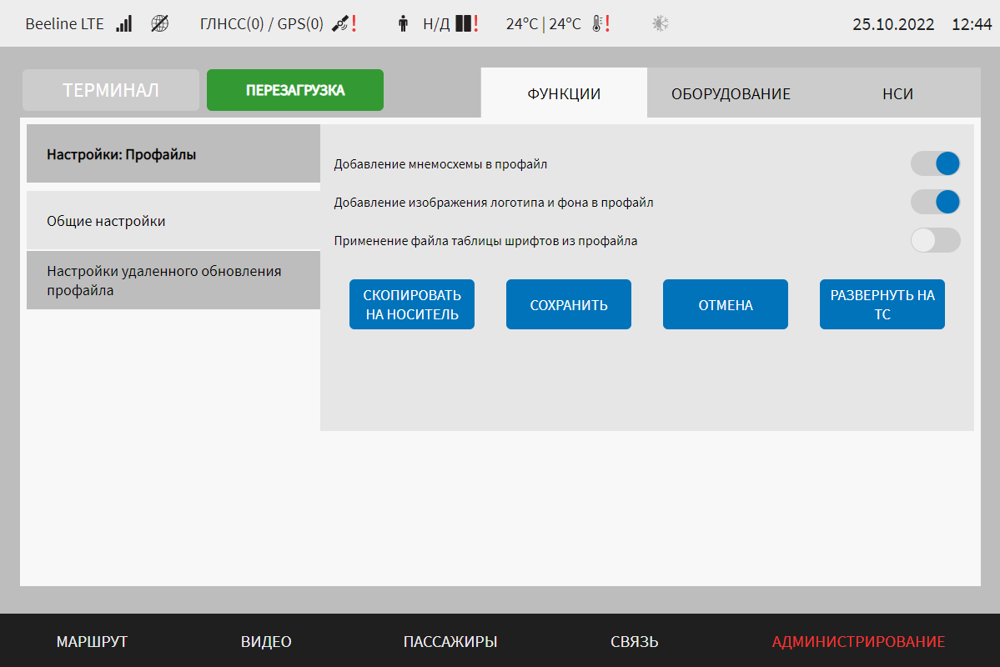 Beeline LTE ГЛНСС(0) / GPS(0) Н/Д 24°C | 24°C 25.10.2022 12:44
ТЕРМИНАЛ ПЕРЕЗАГРУЗКА ФУНКЦИИ ОБОРУДОВАНИЕ НСИ
Настройки: Профайлы
Общие настройки
Настройки удаленного обновления
профайла
Добавление мнемосхемы в профайл
Добавление изображения логотипа и фона в профайл
Применение файла таблицы шрифтов из профайла
СКОПИРОВАТЬ
НА НОСИТЕЛЬ
СОХРАНИТЬ
ОТМЕНА
РАЗВЕРНУТЬ НА
ТС
МАРШРУТ ВИДЕО ПАССАЖИРЫ СВЯЗЬ АДМИНИСТРИРОВАНИЕ